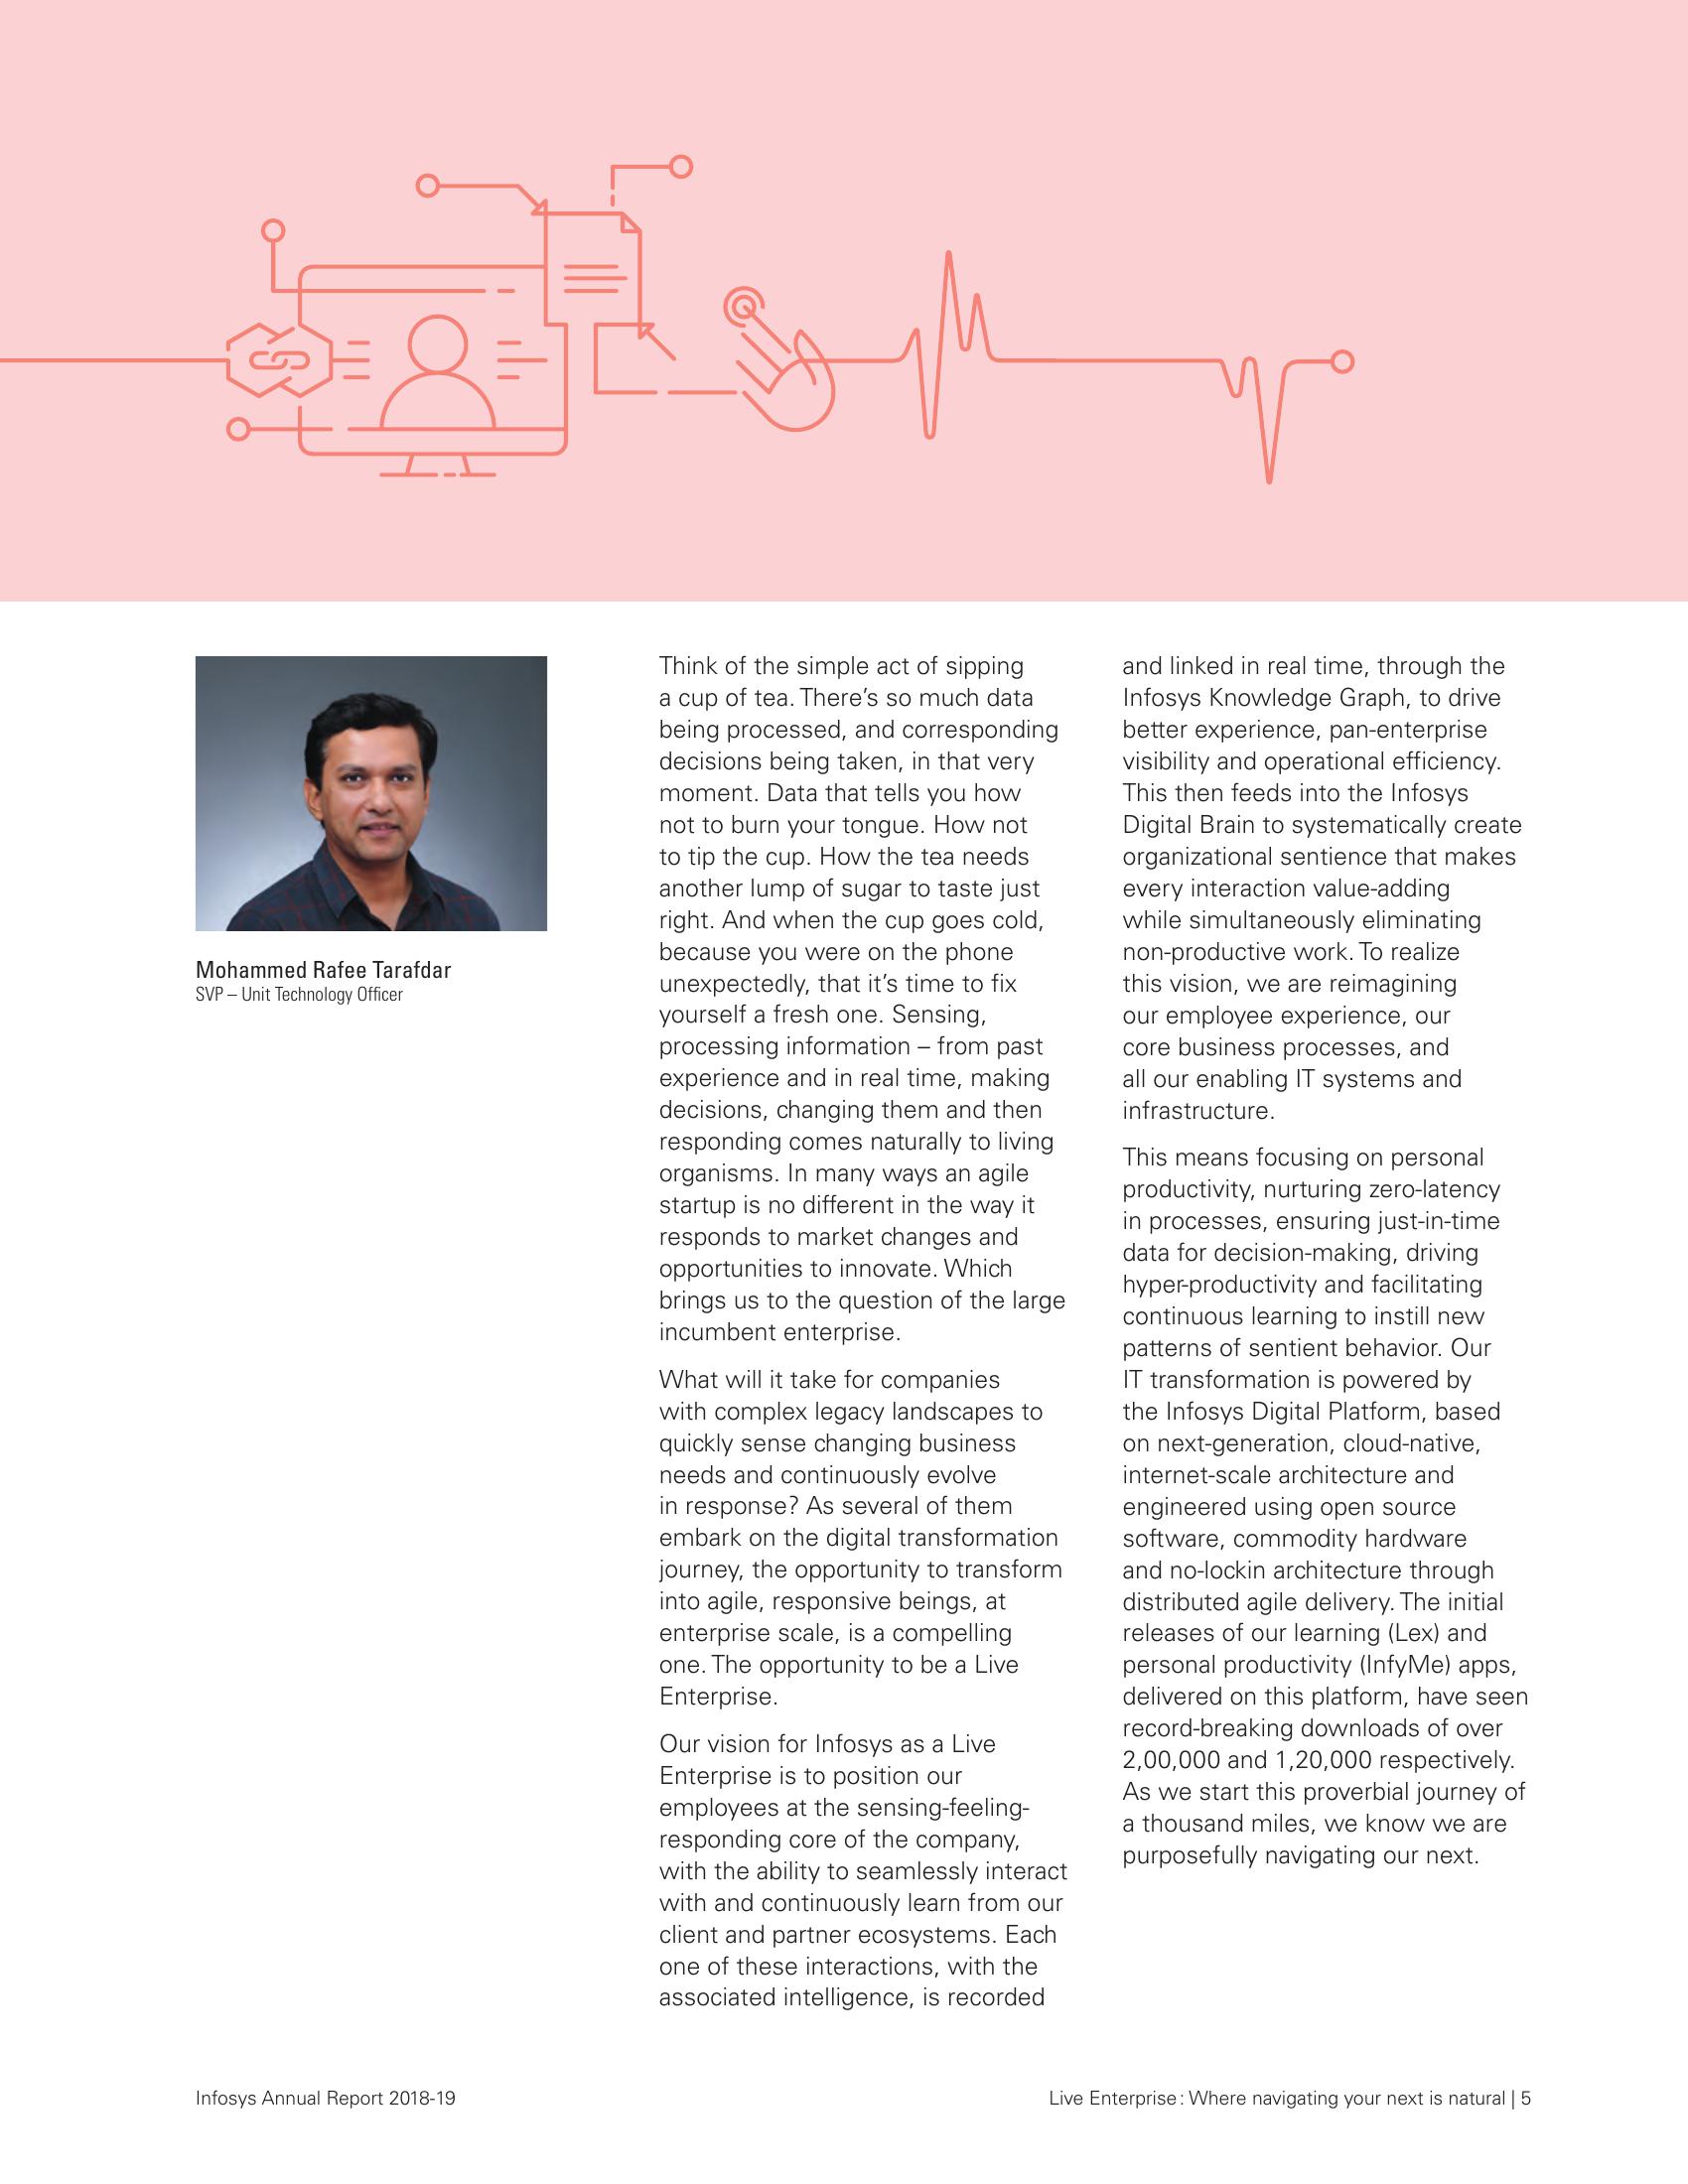 Mohammed Rafee Tarafdar
SVP – Unit Technology Officer
Think of the simple act of sipping
a cup of tea. There’s so much data
being processed, and corresponding
decisions being taken, in that very
moment. Data that tells you how
not to burn your tongue. How not
to tip the cup. How the tea needs
another lump of sugar to taste just
right. And when the cup goes cold,
because you were on the phone
unexpectedly, that it’s time to fix
yourself a fresh one. Sensing,
processing information – from past
experience and in real time, making
decisions, changing them and then
responding comes naturally to living
organisms. In many ways an agile
startup is no different in the way it
responds to market changes and
opportunities to innovate. Which
brings us to the question of the large
incumbent enterprise.
What will it take for companies
with complex legacy landscapes to
quickly sense changing business
needs and continuously evolve
in response? As several of them
embark on the digital transformation
journey, the opportunity to transform
into agile, responsive beings, at
enterprise scale, is a compelling
one. The opportunity to be a Live
Enterprise.
Our vision for Infosys as a Live
Enterprise is to position our
employees at the sensing-feeling-
responding core of the company,
with the ability to seamlessly interact
with and continuously learn from our
client and partner ecosystems. Each
one of these interactions, with the
associated intelligence, is recorded
and linked in real time, through the
Infosys Knowledge Graph, to drive
better experience, pan-enterprise
visibility and operational efficiency.
This then feeds into the Infosys
Digital Brain to systematically create
organizational sentience that makes
every interaction value-adding
while simultaneously eliminating
non-productive work. To realize
this vision, we are reimagining
our employee experience, our
core business processes, and
all our enabling IT systems and
infrastructure.
This means focusing on personal
productivity, nurturing zero-latency
in processes, ensuring just-in-time
data for decision-making, driving
hyper-productivity and facilitating
continuous learning to instill new
patterns of sentient behavior. Our
IT transformation is powered by
the Infosys Digital Platform, based
on next-generation, cloud-native,
internet-scale architecture and
engineered using open source
software, commodity hardware
and no-lockin architecture through
distributed agile delivery. The initial
releases of our learning (Lex) and
personal productivity (InfyMe) apps,
delivered on this platform, have seen
record-breaking downloads of over
2,00,000 and 1,20,000 respectively.
As we start this proverbial journey of
a thousand miles, we know we are
purposefully navigating our next.
Infosys Annual Report 2018-19
Live Enterprise : Where navigating your next is natural | 5